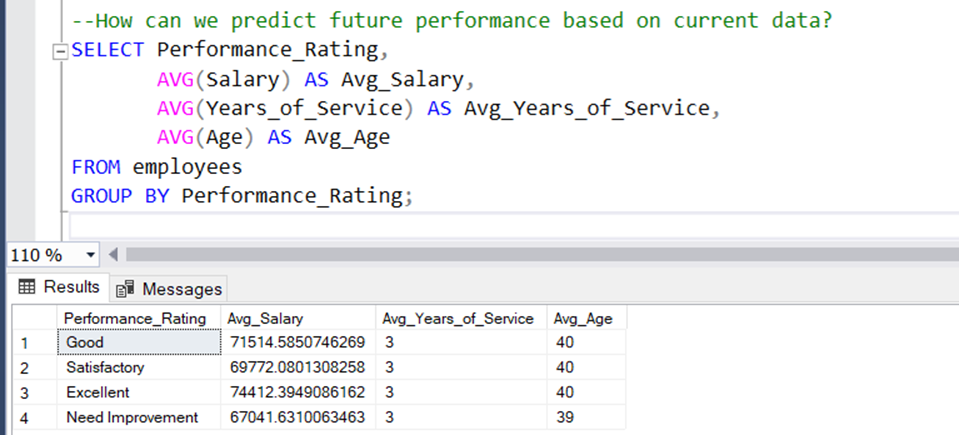 --How can we predict future performance based on current data?
SELECT Performance_Rating,
AVG(Salary) AS Avg_Salary,
AVG(Years_of_Service) AS Avg_Years_of_Service,
AVG(Age) AS Avg_Age
FROM employees
GROUP BY Performance_Rating;
110 %
Results Messages
Performance_Rating Avg_Salary Avg_Years_of_Service Avg_Age
1 Good 71514.5850746269 3 40
2 Satisfactory 69772.0801308258 3 40
3 Excellent 74412.3949086162 3 40
4 Need Improvement 67041.6310063463 3 39